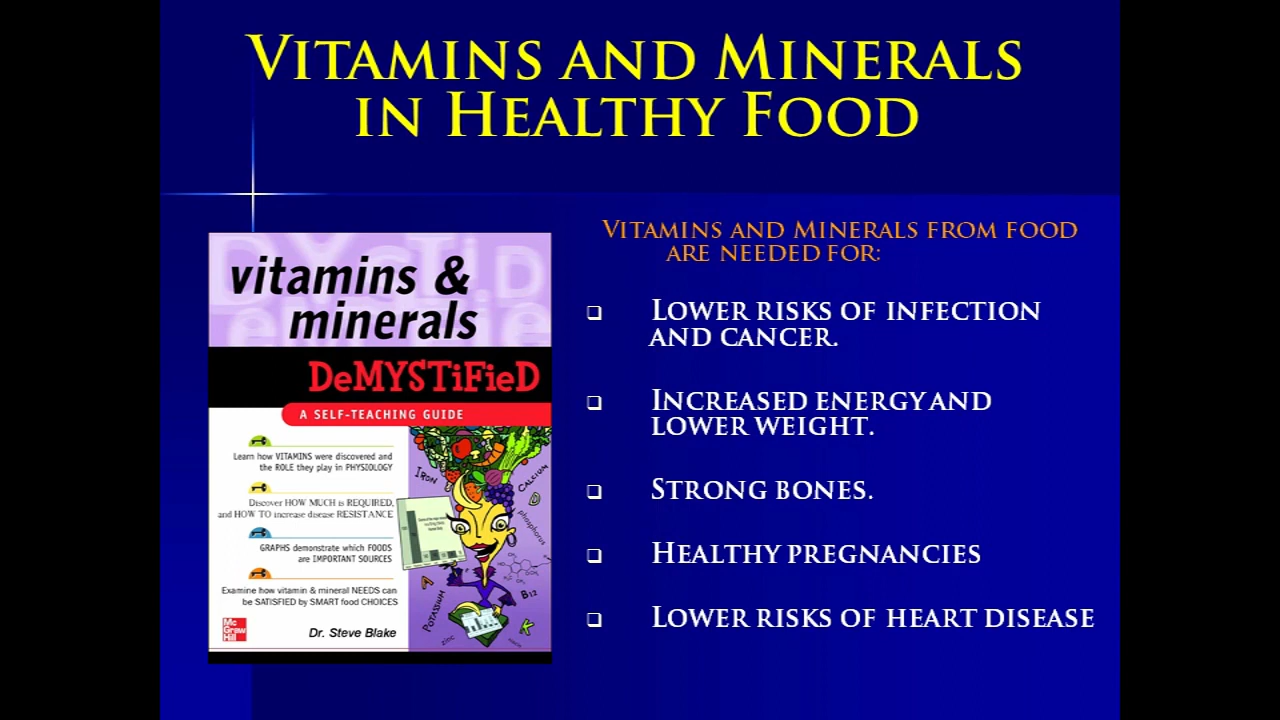 VITAMINS AND MINERALS
IN HEALTHY FOOD
vitamins &
minerals
DeMYSTiFieD
A SELF-TEACHING GUIDE
Learn how VITAMINS were discovered and
the ROLE they play in PHYSIOLOGY
Discover HOW MUCH is REQUIRED,
and HOW TO increase disease RESISTANCE
GRAPHS demonstrate which FOODS
are IMPORTANT SOURCES
Examine how vitamin & mineral NEEDS can
be SATISFIED by SMART food CHOICES
Mc
Graw
Hill
Dr. Steve Blake
IRON
CALCIUM
D
phosphorus
A
B12
POTASSIUM
K
zinc
VITAMINS AND MINERALS FROM FOOD
ARE NEEDED FOR:
LOWER RISKS OF INFECTION
AND CANCER.
INCREASED ENERGY AND
LOWER WEIGHT.
STRONG BONES.
HEALTHY PREGNANCIES
LOWER RISKS OF HEART DISEASE